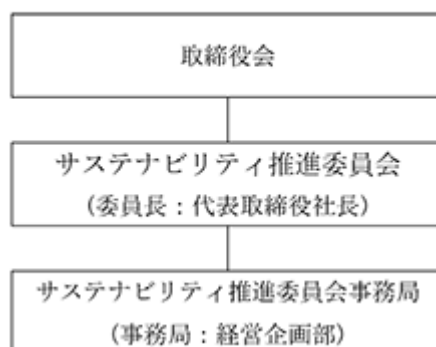 取締役会
サステナビリティ推進委員会
（委員長：代表取締役社長）
サステナビリティ推進委員会事務局
（事務局：経営企画部）